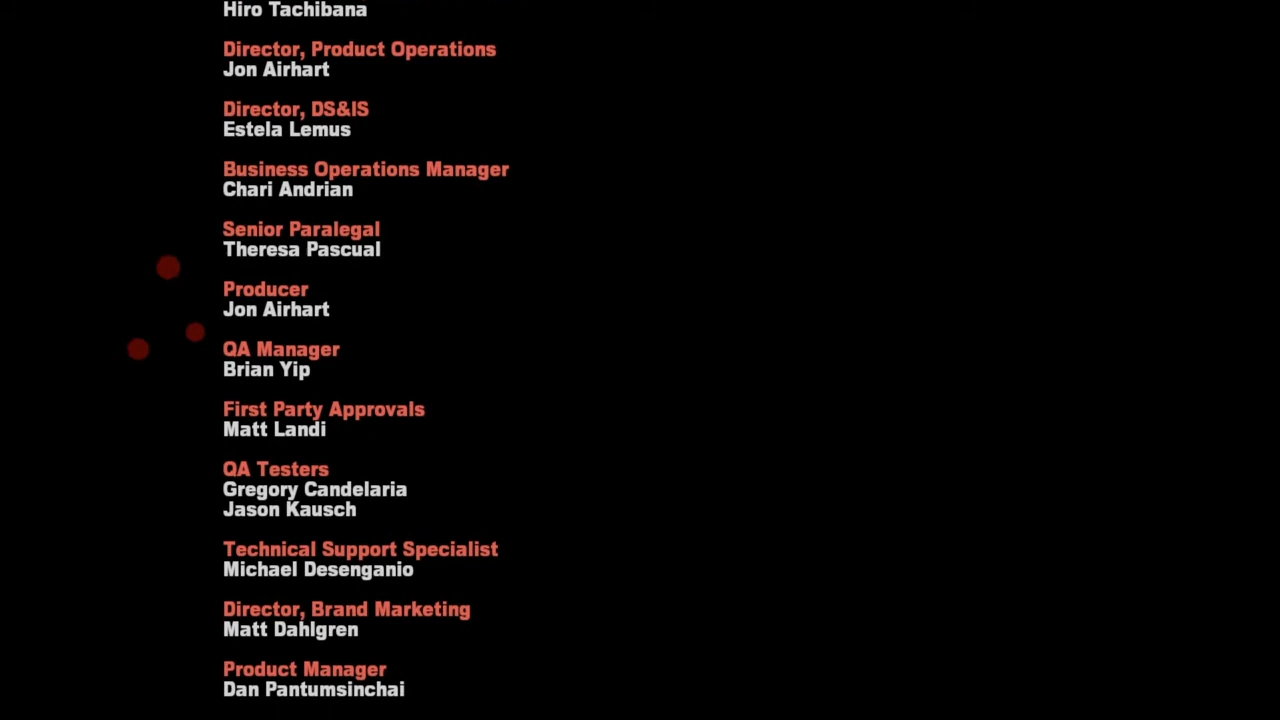 Hiro Tachibana
Director, Product Operations
Jon Airhart
Director, DS&IS
Estela Lemus
Business Operations Manager
Chari Andrian
Senior Paralegal
Theresa Pascual
Producer
Jon Airhart
QA Manager
Brian Yip
First Party Approvals
Matt Landi
QA Testers
Gregory Candelaria
Jason Kausch
Technical Support Specialist
Michael Desenganio
Director, Brand Marketing
Matt Dahlgren
Product Manager
Dan Pantumsinchai